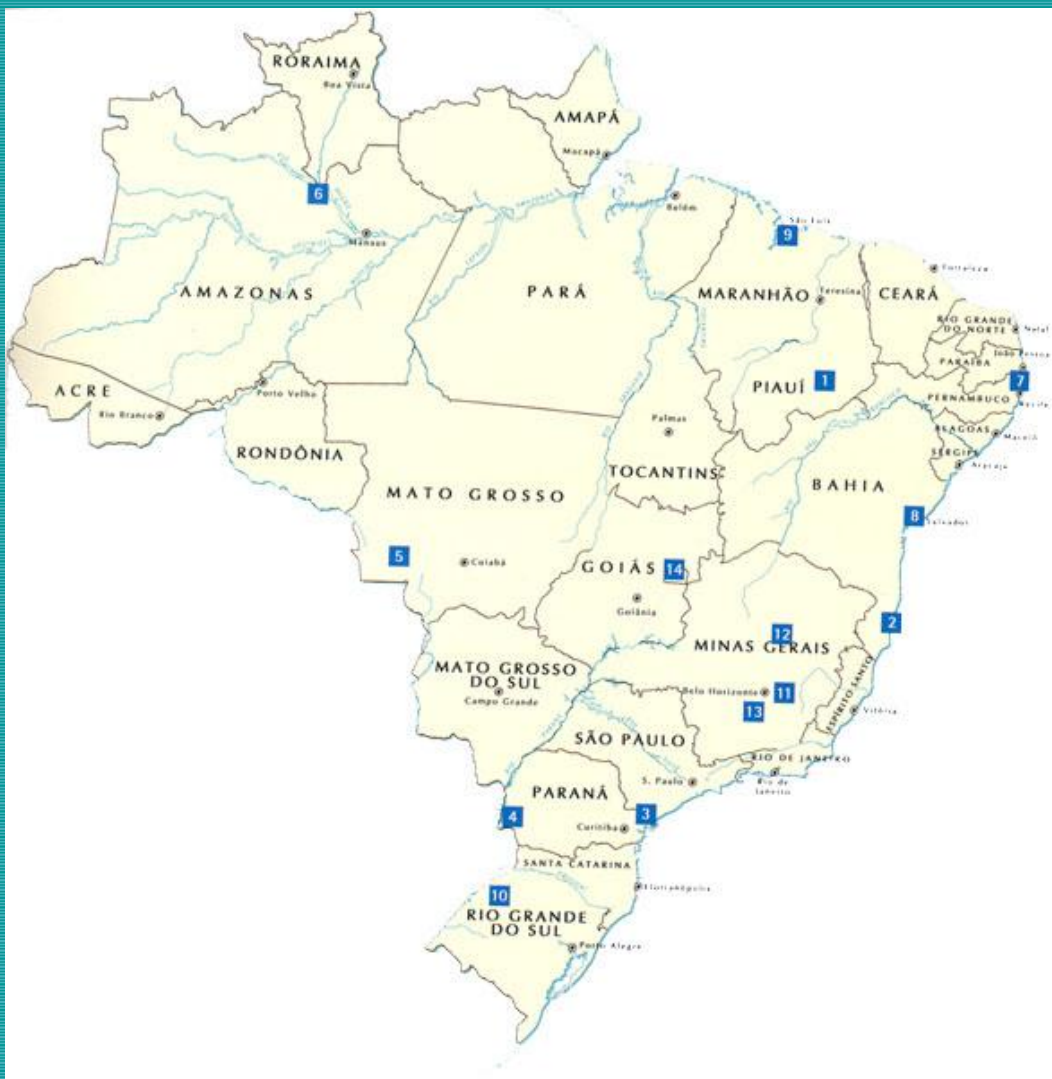 RORAIMA
Boa Vista
AMAPÁ
Macapá
6
Manaus
Belém
São Luís
9
AMAZONAS
PARÁ
MARANHÃO
Teresina
CEARÁ
Fortaleza
RIO GRANDE
DO NORTE
Natal
João Pessoa
PARAÍBA
ACRE
Rio Branco
Porto Velho
PIAUÍ
1
7
PERNAMBUCO
Recife
Palmas
ALAGOAS
Maceió
RONDÔNIA
TOCANTINS
SERGIPE
Aracaju
MATO GROSSO
BAHIA
8
Salvador
5
Cuiabá
GOIÁS
14
Goiânia
2
12
MINAS GERAIS
MATO GROSSO
DO SUL
Campo Grande
Belo Horizonte
11
13
ESPÍRITO SANTO
Vitória
SÃO PAULO
RIO DE JANEIRO
Rio de
Janeiro
S. Paulo
PARANÁ
4
3
Curitiba
SANTA CATARINA
Florianópolis
10
RIO GRANDE
DO SUL
Porto Alegre